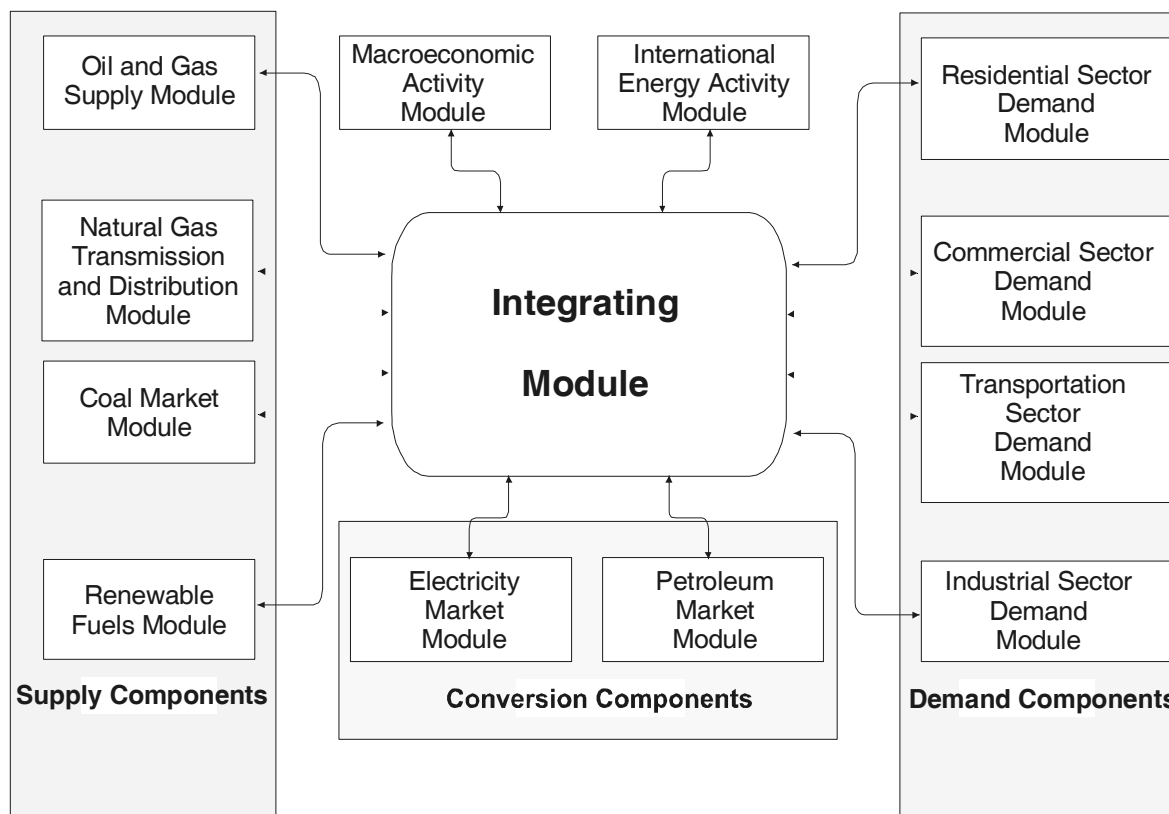 Oil and Gas
Supply Module
Natural Gas
Transmission
and Distribution
Module
Coal Market
Module
Renewable
Fuels Module
Supply Components
Macroeconomic
Activity
Module
International
Energy Activity
Module
Integrating
Module
Electricity
Market
Module
Petroleum
Market
Module
Conversion Components
Residential Sector
Demand
Module
Commercial Sector
Demand
Module
Transportation
Sector
Demand
Module
Industrial Sector
Demand
Module
Demand Components